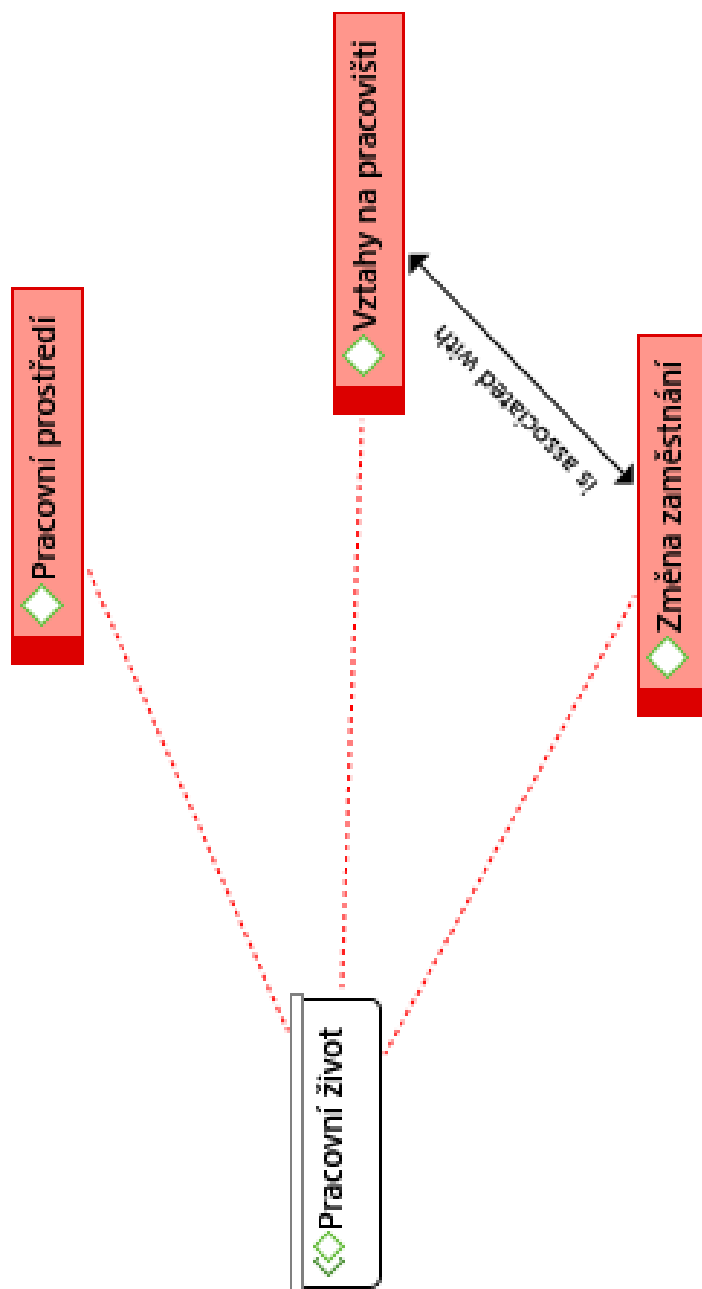 Pracovní život
Pracovní prostředí
Vztahy na pracovišti
is associated with
Změna zaměstnání